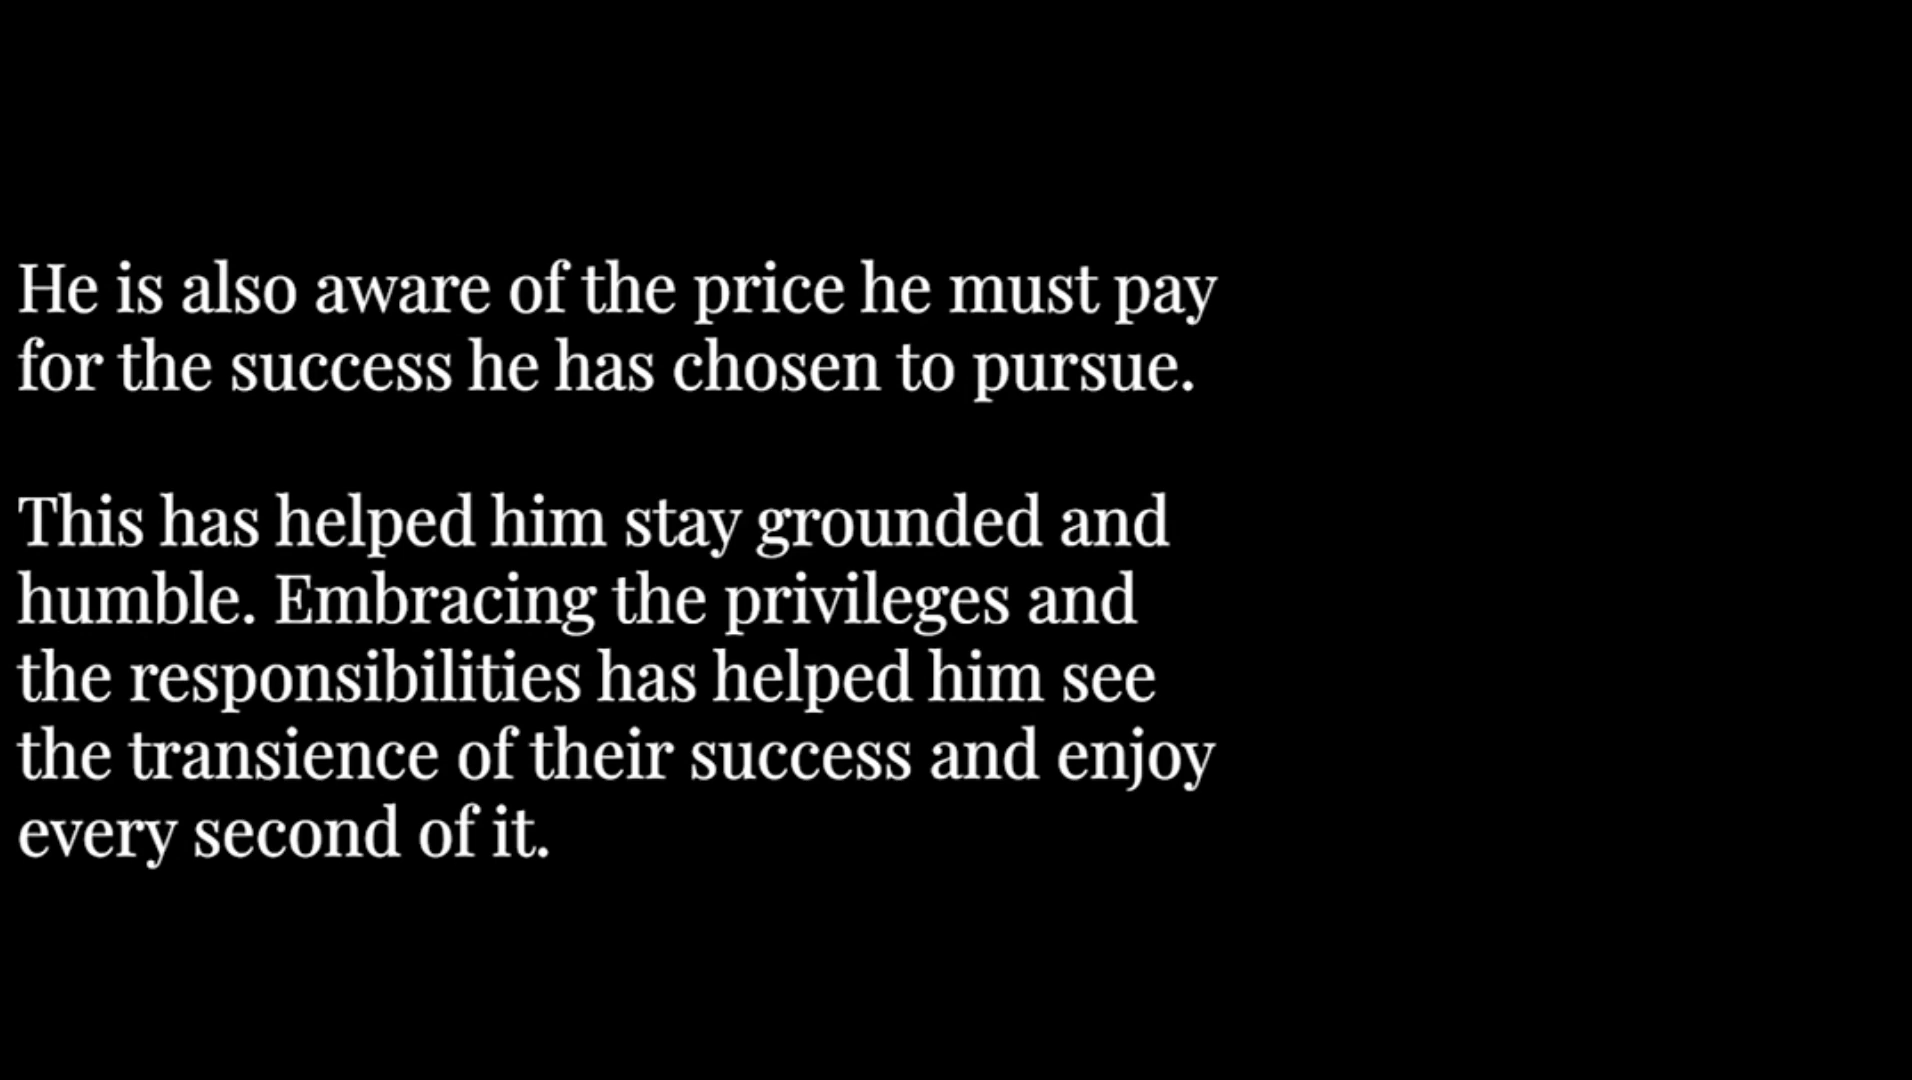 He is also aware of the price he must pay
for the success he has chosen to pursue.
This has helped him stay grounded and
humble. Embracing the privileges and
the responsibilities has helped him see
the transience of their success and enjoy
every second of it.